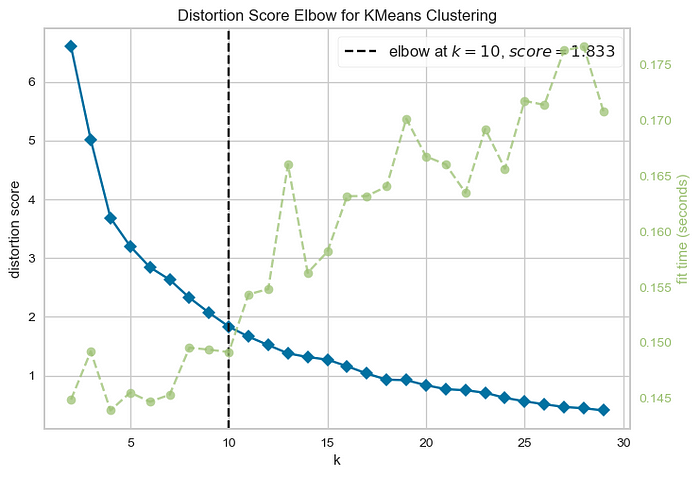 Distortion Score Elbow for KMeans Clustering
elbow at k = 10, score = 1.833
distortion score
6
5
4
3
2
1
0.175
0.170
0.165
0.160
0.155
0.150
0.145
fit time (seconds)
5 10 15 20 25 30
k